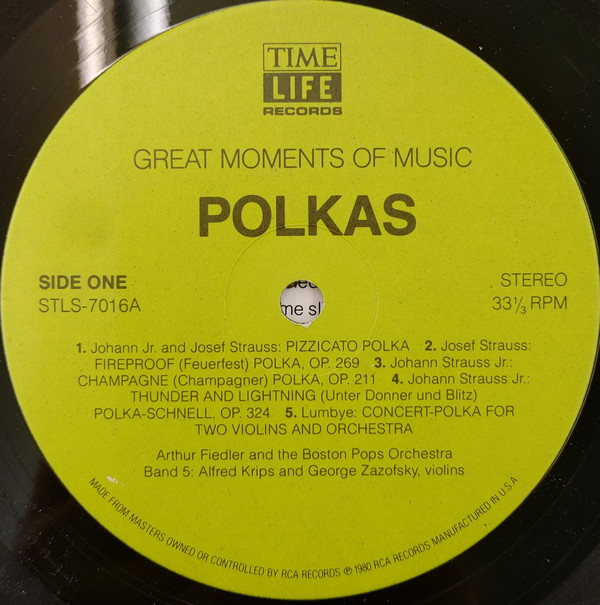 TIME
LIFE
RECORDS
GREAT MOMENTS OF MUSIC
POLKAS
SIDE ONE
STLS-7016A
STEREO
33⅓ RPM
me sl
1. Johann Jr. and Josef Strauss: PIZZICATO POLKA 2. Josef Strauss:
FIREPROOF (Feuerfest) POLKA, OP. 269 3. Johann Strauss Jr.:
CHAMPAGNE (Champagner) POLKA, OP. 211 4. Johann Strauss Jr.:
THUNDER AND LIGHTNING (Unter Donner und Blitz)
POLKA-SCHNELL, OP. 324 5. Lumbye: CONCERT-POLKA FOR
TWO VIOLINS AND ORCHESTRA
Arthur Fiedler and the Boston Pops Orchestra
Band 5: Alfred Krips and George Zazofsky, violins
MADE FROM MASTERS OWNED OR CONTROLLED BY RCA RECORDS ℗ 1980 RCA RECORDS MANUFACTURED IN U.S.A